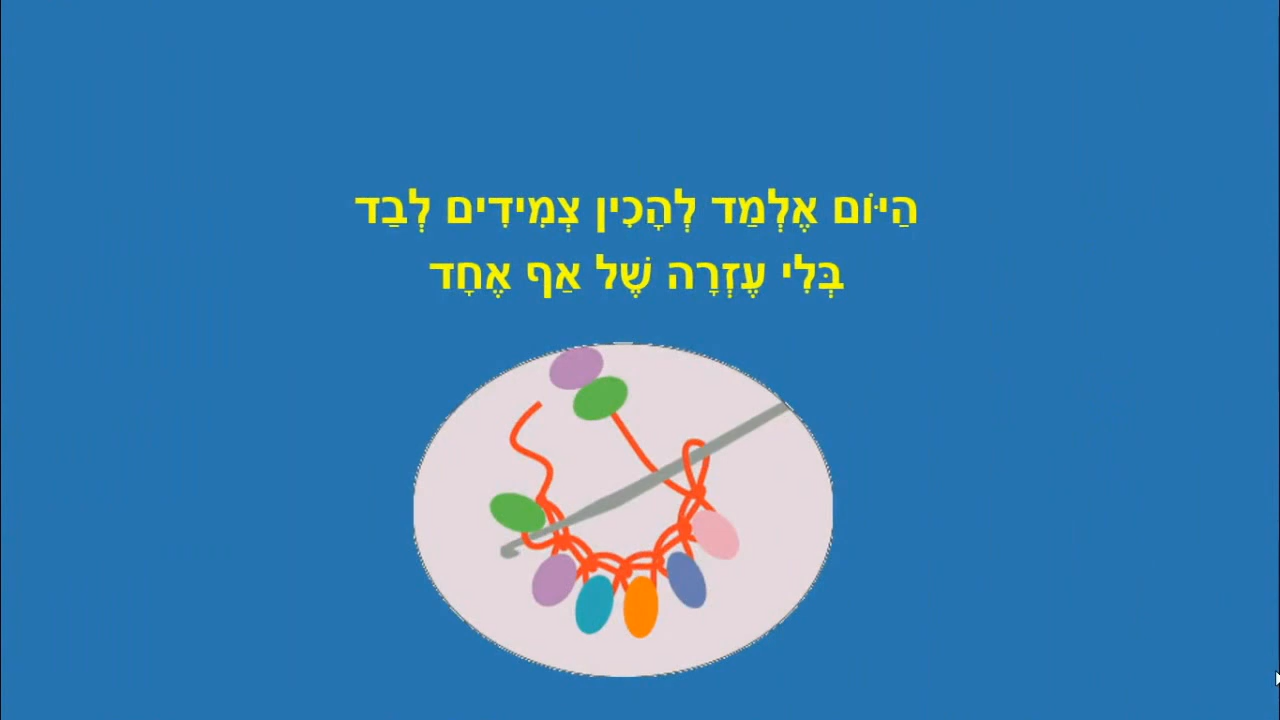 הַיּוֹם אֶלְמַד לְהָכִין צְמִידִים לְבַד
בְּלִי עֶזְרָה שֶׁל אַף אֶחָד